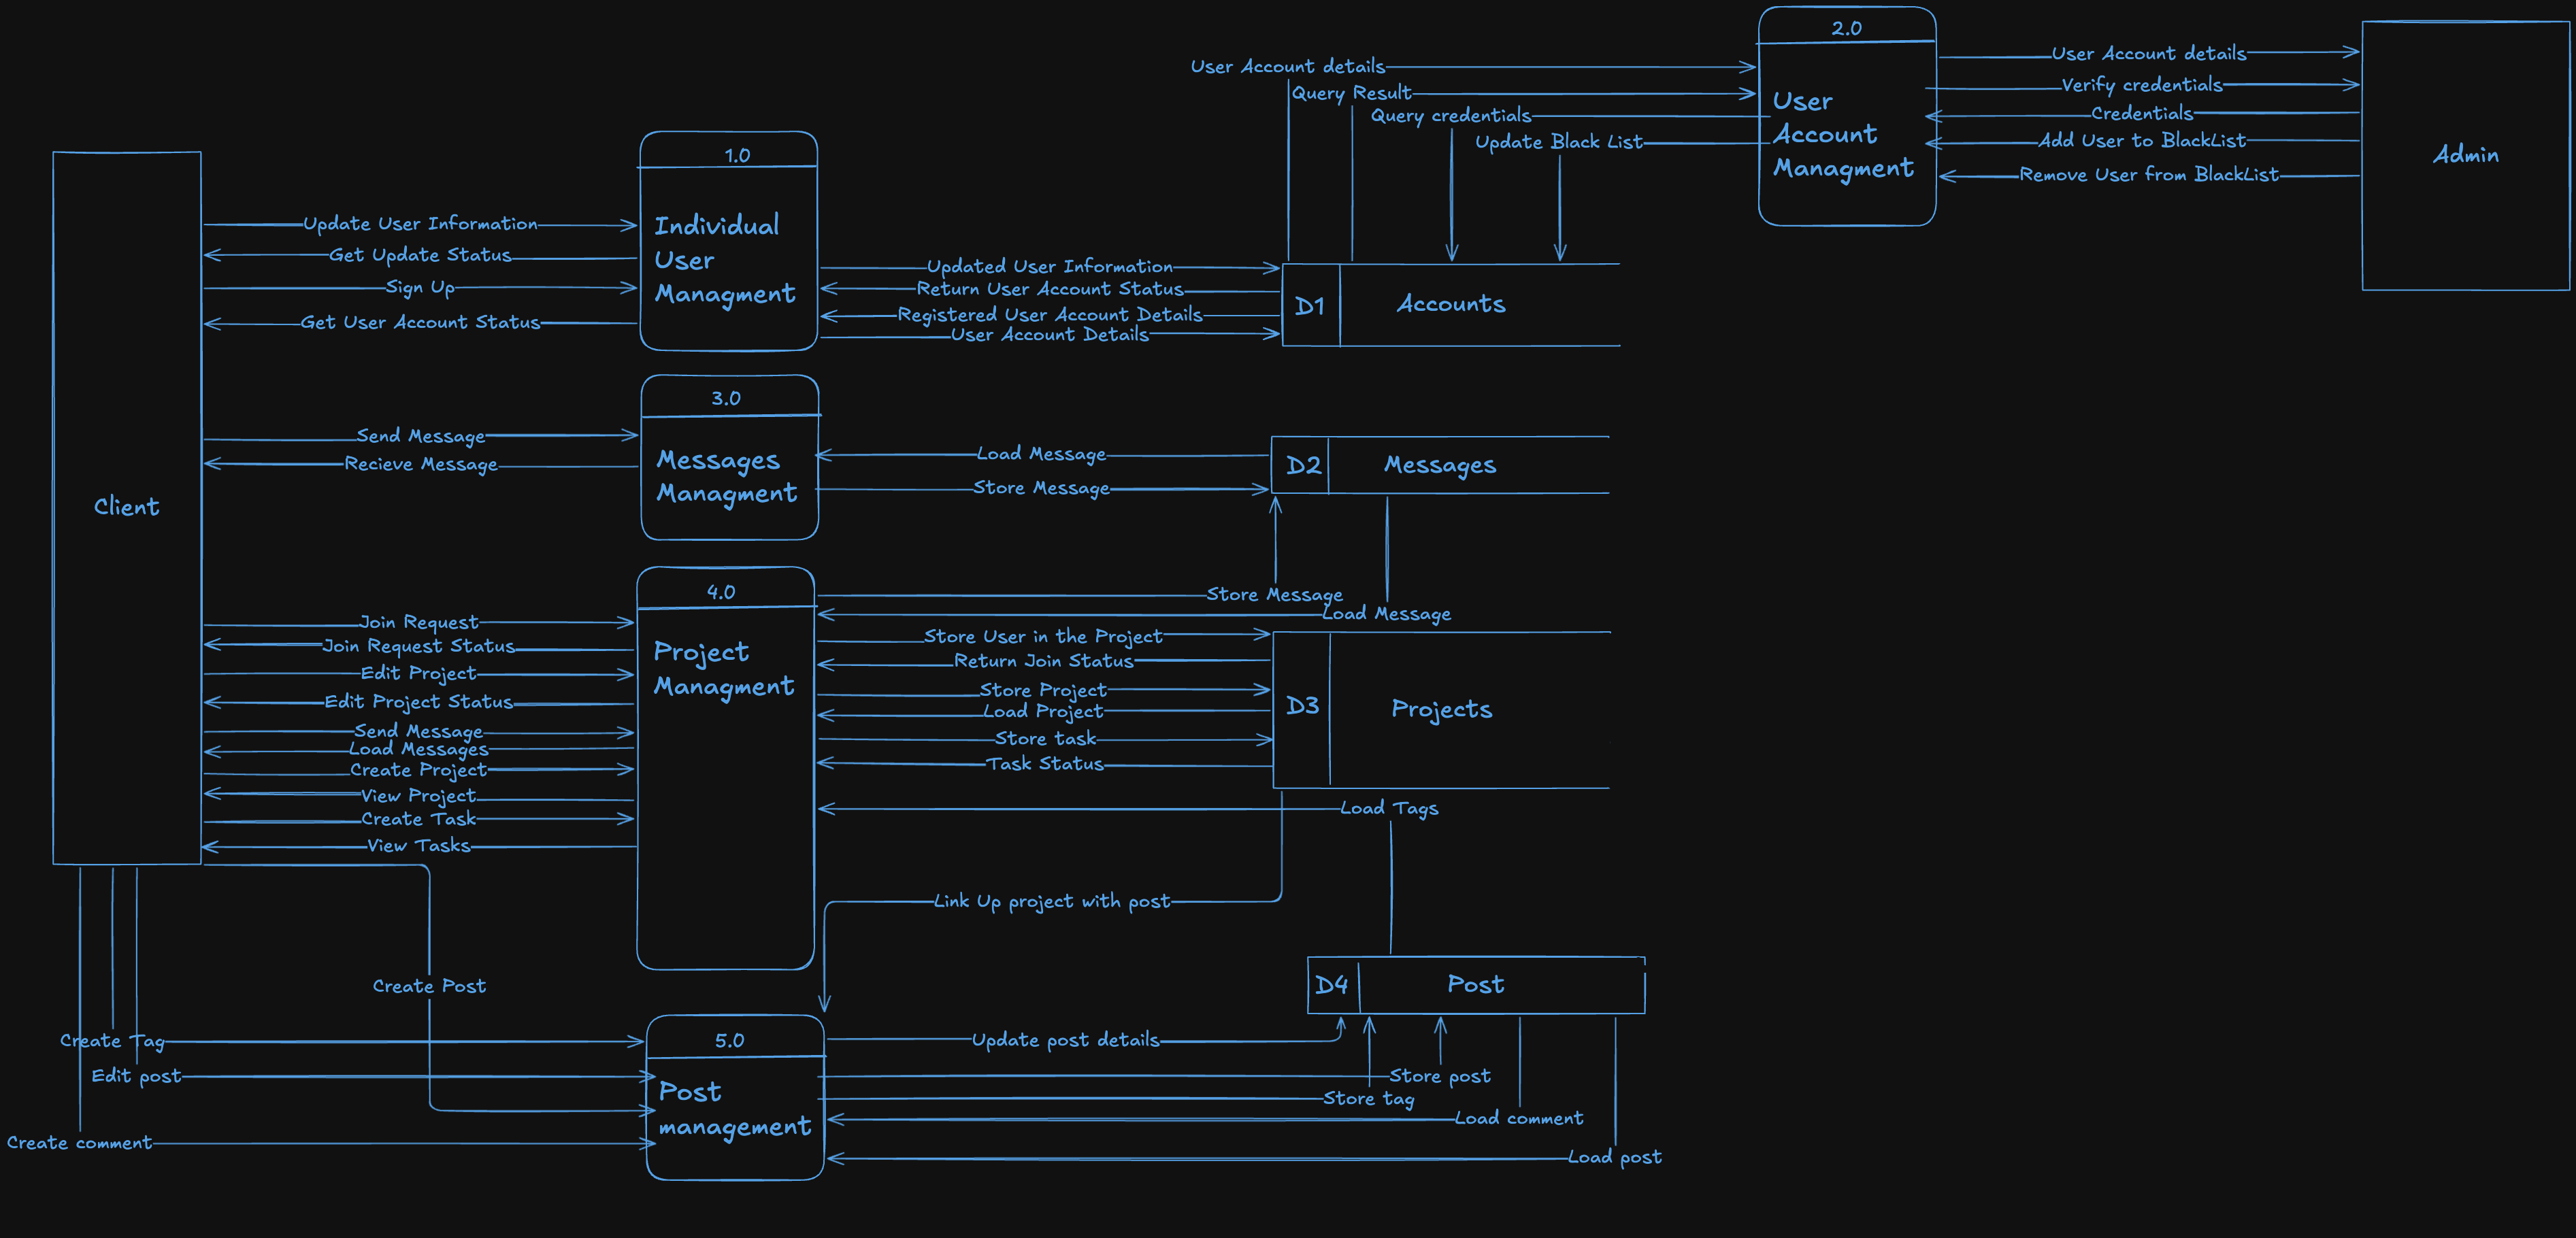 2.0
User Account details
Query Result
Query credentials
Update Black List
User
Account
Managment
User Account details
Verify credentials
Credentials
Add User to BlackList
Remove User from BlackList
Admin
Client
Update User Information
Get Update Status
Sign Up
Get User Account Status
1.0
Individual
User
Managment
Updated User Information
Return User Account Status
Registered User Account Details
User Account Details
D1
Accounts
Send Message
Recieve Message
3.0
Messages
Managment
Load Message
Store Message
D2
Messages
Join Request
Join Request Status
Edit Project
Edit Project Status
Send Message
Load Messages
Create Project
View Project
Create Task
View Tasks
4.0
Project
Managment
Store Message
Load Message
Store User in the Project
Return Join Status
Store Project
Load Project
Store task
Task Status
D3
Projects
Load Tags
Link Up project with post
D4
Post
Create Post
Create Tag
Edit post
Create comment
5.0
Post
management
Update post details
Store post
Store tag
Load comment
Load post